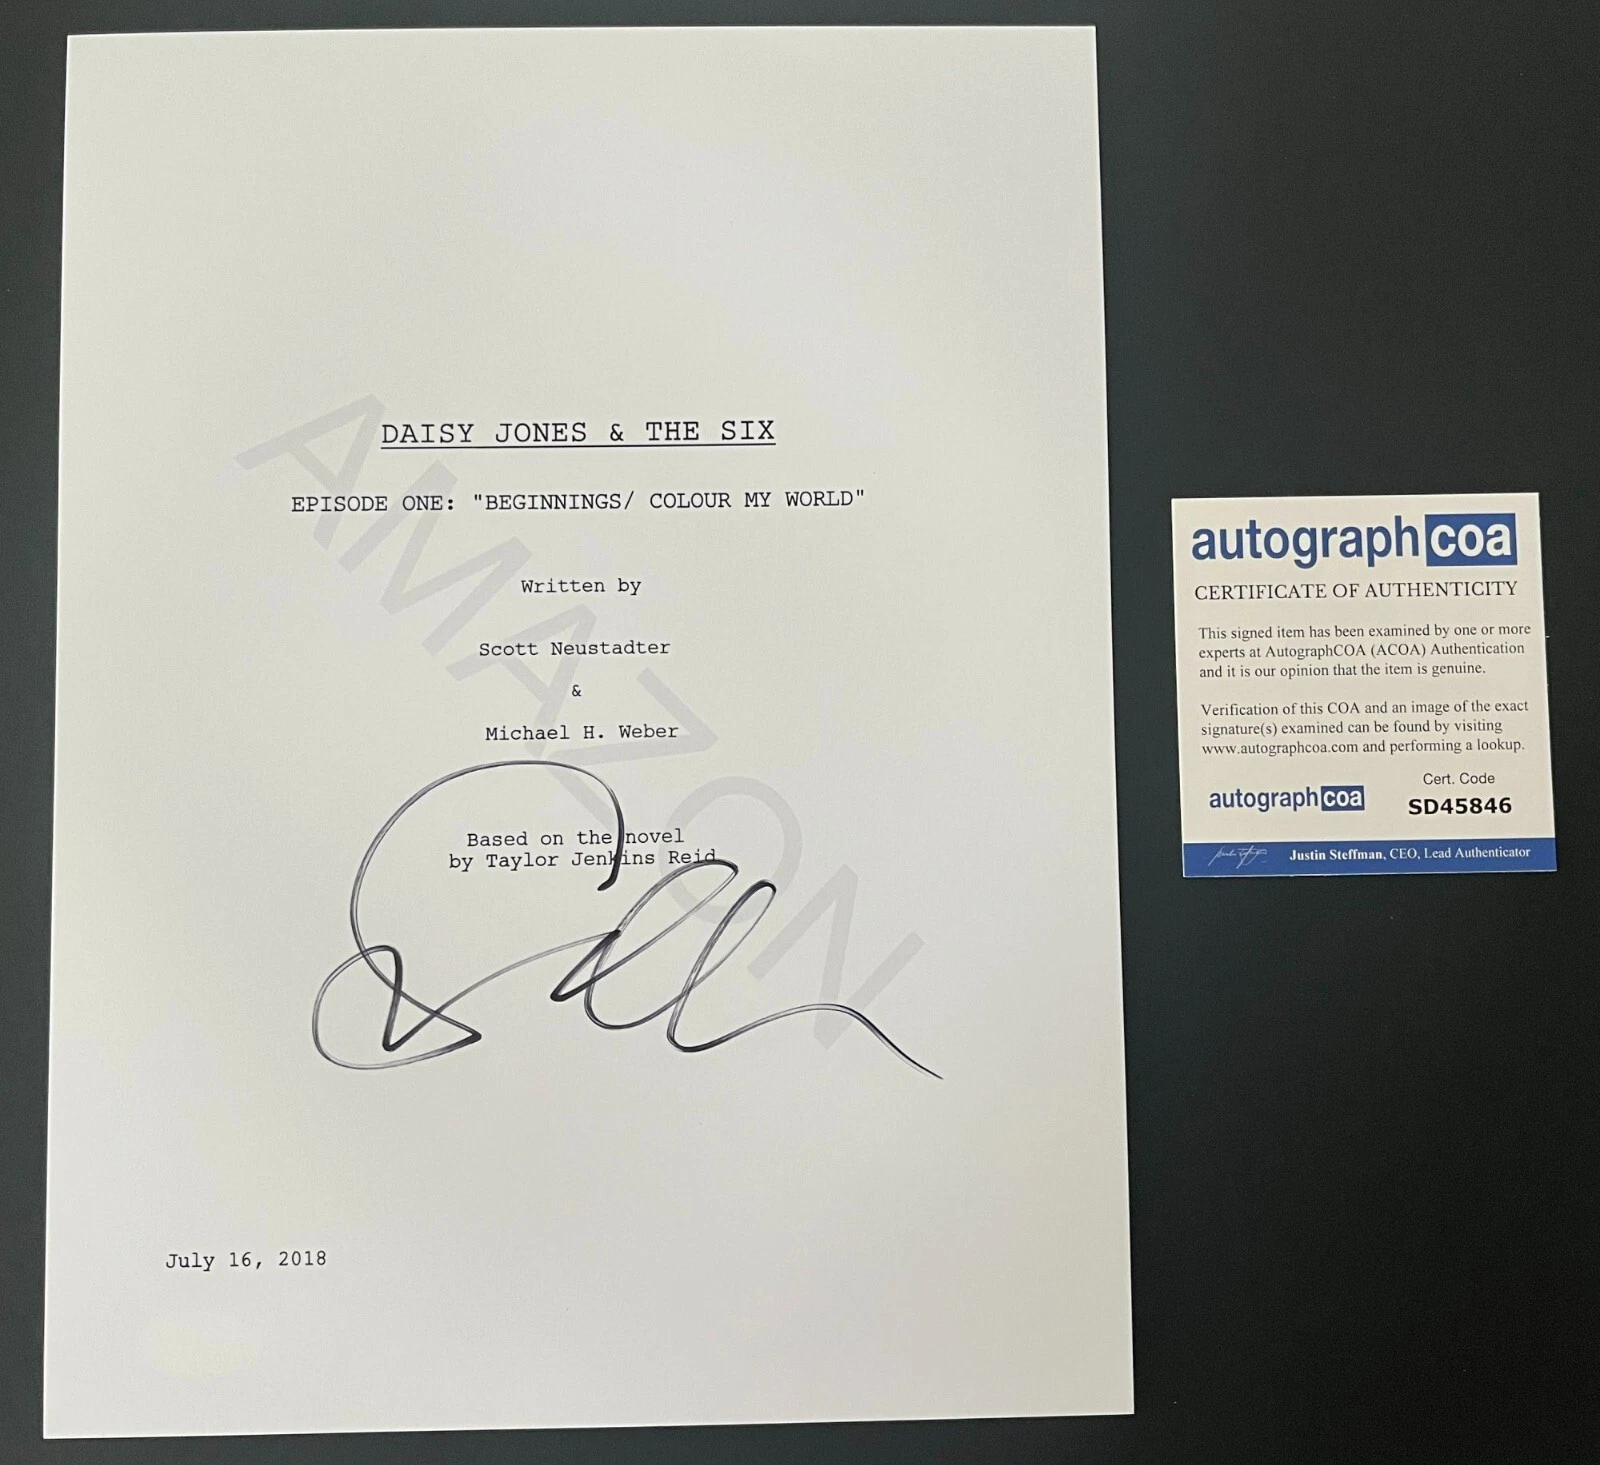 AMAZON
DAISY JONES & THE SIX
EPISODE ONE: "BEGINNINGS/ COLOUR MY WORLD"
Written by
Scott Neustadter
&
Michael H. Weber
Based on the novel
by Taylor Jenkins Reid
July 16, 2018
autographcoa
CERTIFICATE OF AUTHENTICITY
This signed item has been examined by one or more
experts at AutographCOA (ACOA) Authentication
and it is our opinion that the item is genuine.
Verification of this COA and an image of the exact
signature(s) examined can be found by visiting
www.autographcoa.com and performing a lookup.
autographcoa
Cert. Code
SD45846
Justin Steffman, CEO, Lead Authenticator